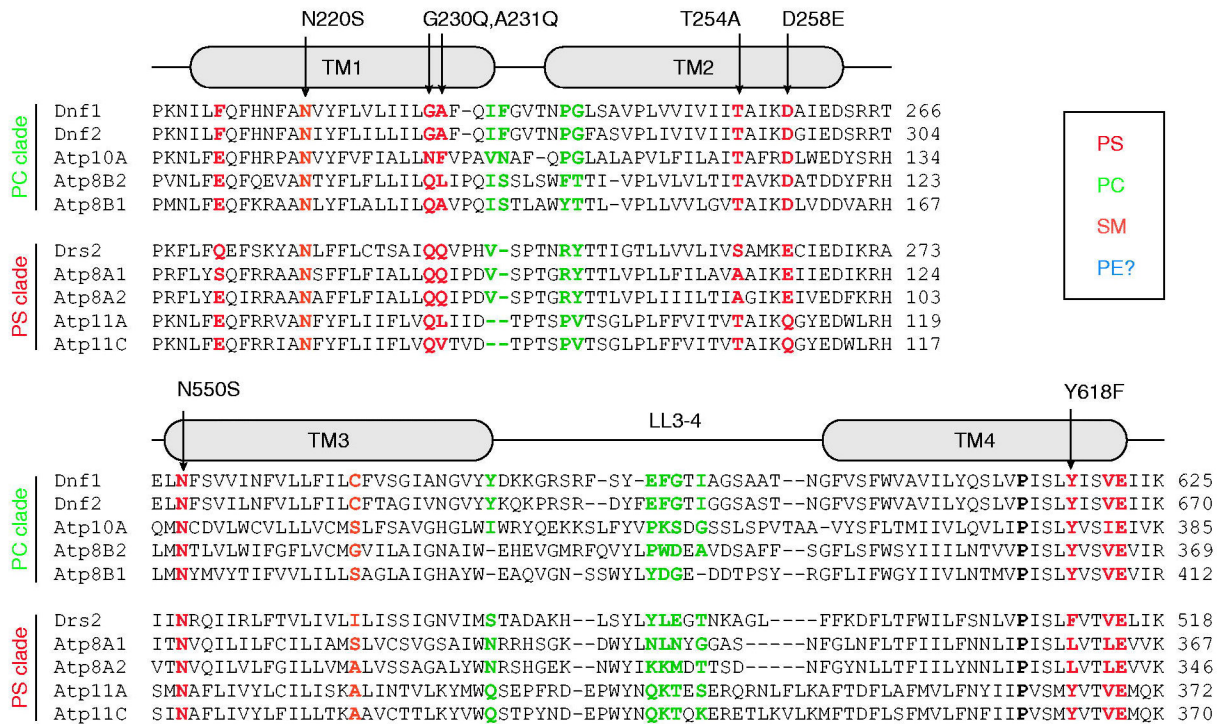 N220S G230Q,A231Q T254A D258E
TM1 TM2
PC clade
Dnf1 PKNILFQFHNFANVYFLVLIILGAF-QIFGVTNPGLSAVPLVVIVIITAIKDAIEDSRRT 266
Dnf2 PKNILFQFHNFANIYFLILLILGAF-QIFGVTNPGFASVPLIVIVIITAIKDGIEDSRRT 304
Atp10A PKNLFEQFHRPANVYFVFIALLNFVPAVNAF-QPGLALAPVLFILAITAFRDLWEDYSRH 134
Atp8B2 PVNLFEQFQEVANTYFLFLLILQLIPQISSLSWFTTI-VPLVLVLTITAVKDATDDYFRH 123
Atp8B1 PMNLFEQFKRAANLYFLALLILQAVPQISTLAWYTTL-VPLLVVLGVTAIKDLVDDVARH 167
PS clade
Drs2 PKFLFQEFSKYANLFFLCTSAIQQVPHV-SPTNRYTTIGTLLVVLIVSAMKECIEDIKRA 273
Atp8A1 PRFLYSQFRRAANSFFLFIALLQQIPDV-SPTGRYTTLVPLLFILAVAAIKEIIEDIKRH 124
Atp8A2 PRFLYEQIRRAANAFFLFIALLQQIPDV-SPTGRYTTLVPLIIILTIAGIKEIVEDFKRH 103
Atp11A PKNLFEQFRRVANFYFLIIFLVQLIID--TPTSPVTSGLPLFFVITVTAIKQGYEDWLRH 119
Atp11C PKNLFEQFRRIANFYFLIIFLVQVTVD--TPTSPVTSGLPLFFVITVTAIKQGYEDWLRH 117
PS
PC
SM
PE?
N550S Y618F
TM3 LL3-4 TM4
PC clade
Dnf1 ELNFSVVINFVLLFILCFVSGIANGVYYDKKGRSRF-SY-EFGTIAGSAAT--NGFVSFWVAVILYQSLVPISLYISVEIIK 625
Dnf2 ELNFSVILNFVLLFILCFTAGIVNGVYYKQKPRSRD-YFEFGTIGGSAAT--NGFVSFWVAVILYQSLVPISLYISVEIIK 670
Atp10A QMNCDVLWCVLLLVCMSLFSAVGHGLWIWRYQEKKSLFYVPKSDGSSLSPVTAA-VYSFLTMIIVLQVLIPISLYVSIEIVK 385
Atp8B2 LMNTLVLWIFGFLVCMGVILAIGNAIW-EHEVGMRFQVYLPWDEAVDSAFF---SGFLSFWSYIIILNTVVPISLYVSVEVIR 369
Atp8B1 LMNYMVYTIFVVLILLSAGLAIGHAYW-EAQVGN-SSWYLYDGE-DDTPSY---RGFLIFWGYIIVLNTMVPISLYVSVEVIR 412
PS clade
Drs2 IINRQIIRLFTVLIVLILISSIGNVIMSTADAKH-LSYLYLEGTNKAGL---FFKDFLTFWILFSNLVPISLFVTVELIK 518
Atp8A1 ITNVQILILFCILIAMSLVCSVGSAIWNRRHSGK-DWYLNLNYGGAS-----NFGLNFLTFIILFNNLIPISLLVTLEVVK 367
Atp8A2 VTNVQILVLFGILLVMALVSSAGALYWNRSHGEK-NWYIKKMDTTSD-----NFGYNLLTFIILYNNLIPISLLVTLEVVK 346
Atp11A SMNAFLIVYLCILISKALINTVLKYMWQSEPFRD-EPWYNQKTESERQRNLFLKAFTDFLAFMVLFNYIIPVSMYVTVEMQK 372
Atp11C SINAFLIVYLFILLTKAAVCTTLKYVWQSTPYND-EPWYNQKTQKERETLKVLKMFTDFLSFMVLFNFIIPVSMYVTVEMQK 370